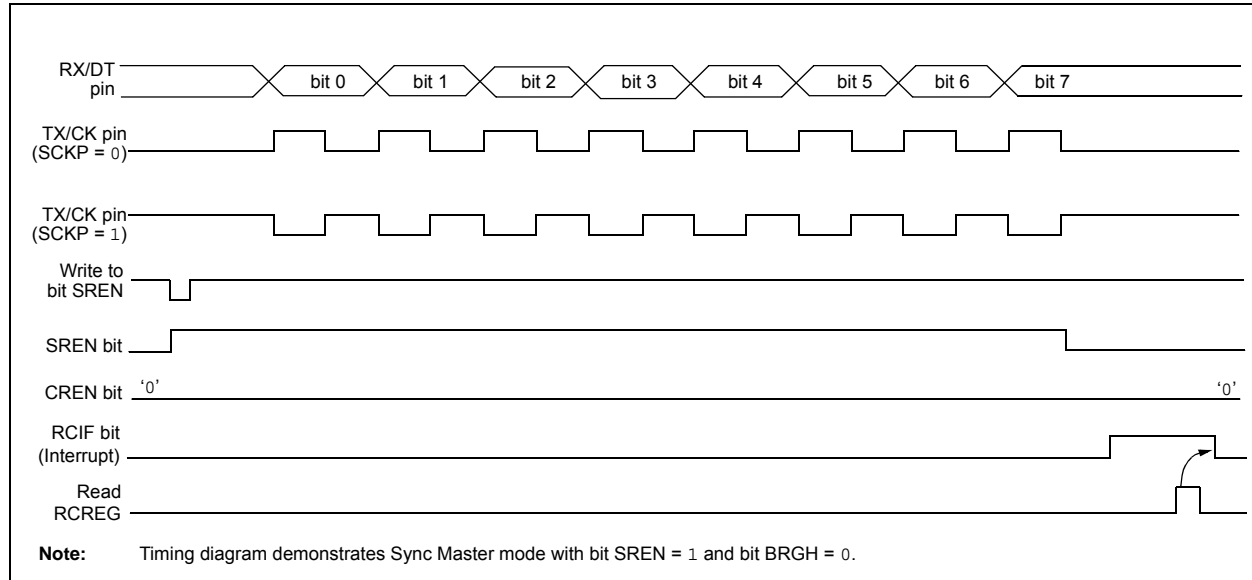 RX/DT
pin
bit 0 bit 1 bit 2 bit 3 bit 4 bit 5 bit 6 bit 7
TX/CK pin
(SCKP = 0)
TX/CK pin
(SCKP = 1)
Write to
bit SREN
SREN bit
CREN bit ‘0’ ‘0’
RCIF bit
(Interrupt)
Read
RCREG
Note: Timing diagram demonstrates Sync Master mode with bit SREN = 1 and bit BRGH = 0.